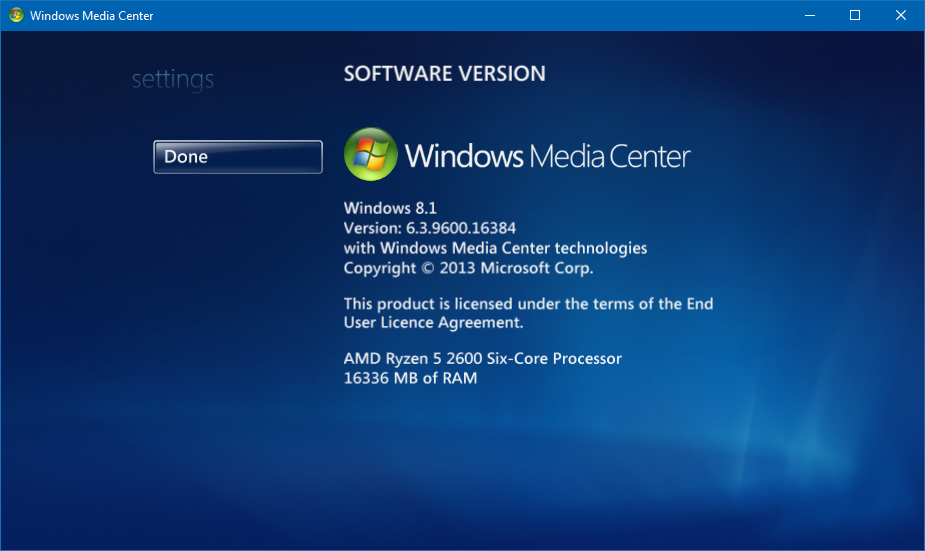 Windows Media Center
settings
SOFTWARE VERSION
Done
Windows Media Center
Windows 8.1
Version: 6.3.9600.16384
with Windows Media Center technologies
Copyright © 2013 Microsoft Corp.
This product is licensed under the terms of the End
User Licence Agreement.
AMD Ryzen 5 2600 Six-Core Processor
16336 MB of RAM